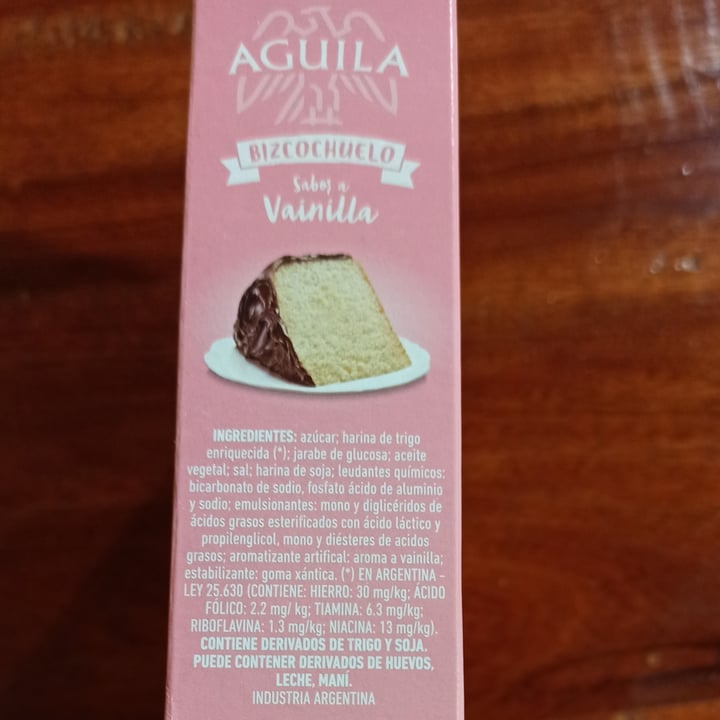 AGUILA
BIZCOCHUELO
Sabor a
Vainilla
INGREDIENTES: azúcar; harina de trigo
enriquecida (*); jarabe de glucosa; aceite
vegetal; sal; harina de soja; leudantes químicos:
bicarbonato de sodio, fosfato ácido de aluminio
y sodio; emulsionantes: mono y diglicéridos de
ácidos grasos esterificados con ácido láctico y
propilenglicol, mono y diésteres de acidos
grasos; aromatizante artifical; aroma a vainilla;
estabilizante: goma xántica. (*) EN ARGENTINA -
LEY 25.630 (CONTIENE: HIERRO: 30 mg/kg; ÁCIDO
FÓLICO: 2.2 mg/ kg; TIAMINA: 6.3 mg/kg;
RIBOFLAVINA: 1.3 mg/kg; NIACINA: 13 mg/kg).
CONTIENE DERIVADOS DE TRIGO Y SOJA.
PUEDE CONTENER DERIVADOS DE HUEVOS,
LECHE, MANÍ.
INDUSTRIA ARGENTINA